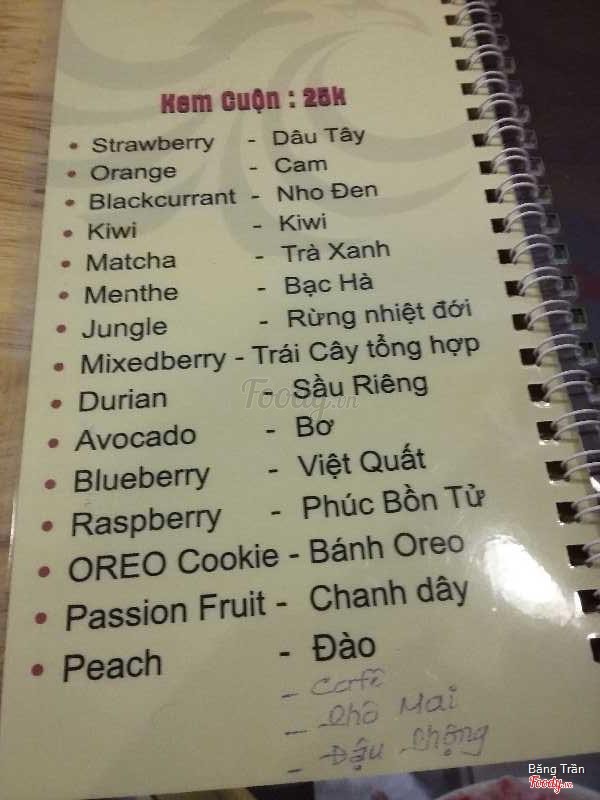 Kem Cuộn : 25k
• Strawberry - Dâu Tây
• Orange - Cam
• Blackcurrant - Nho Đen
• Kiwi - Kiwi
• Matcha - Trà Xanh
• Menthe - Bạc Hà
• Jungle - Rừng nhiệt đới
• Mixedberry - Trái Cây tổng hợp
• Durian - Sầu Riêng
• Avocado - Bơ
• Blueberry - Việt Quất
• Raspberry - Phúc Bồn Tử
• OREO Cookie - Bánh Oreo
• Passion Fruit - Chanh dây
• Peach - Đào
- Café
- Phô Mai
- Đậu Phộng
Foody.vn
Băng Trần
Foody.vn